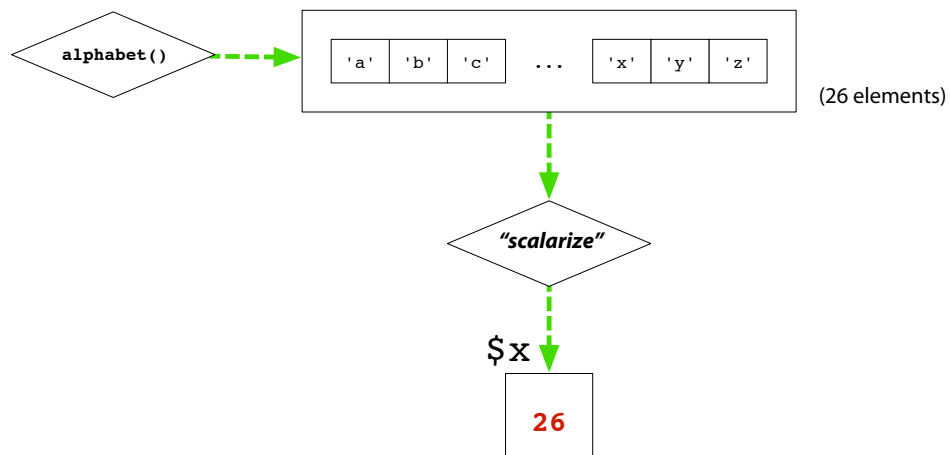 alphabet()
'a' 'b' 'c' ... 'x' 'y' 'z'
(26 elements)
“scalarize”
$x
26